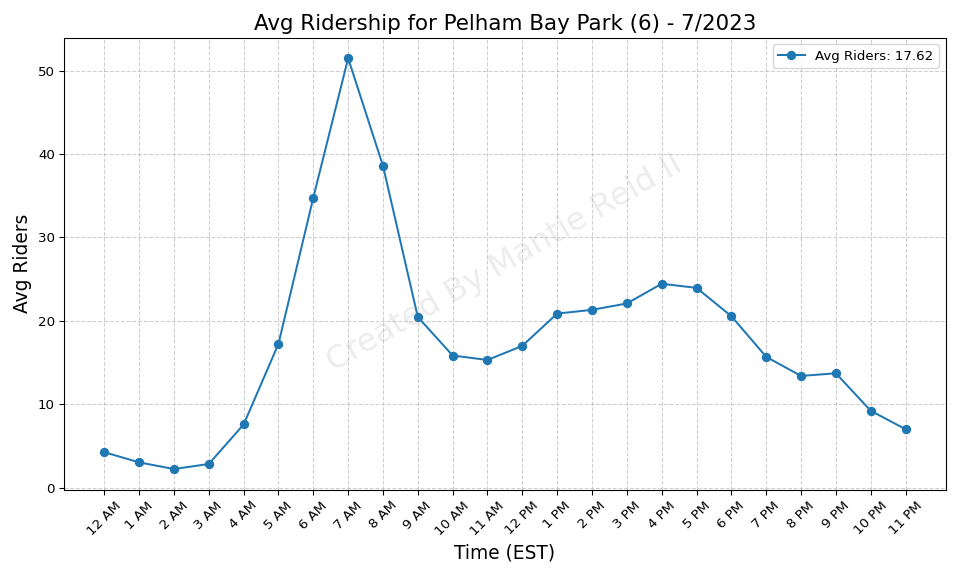 Avg Ridership for Pelham Bay Park (6) - 7/2023
Avg Riders: 17.62
50
40
30
20
10
0
Avg Riders
Created By Mantie Reid II
12 AM
1 AM
2 AM
3 AM
4 AM
5 AM
6 AM
7 AM
8 AM
9 AM
10 AM
11 AM
12 PM
1 PM
2 PM
3 PM
4 PM
5 PM
6 PM
7 PM
8 PM
9 PM
10 PM
11 PM
Time (EST)